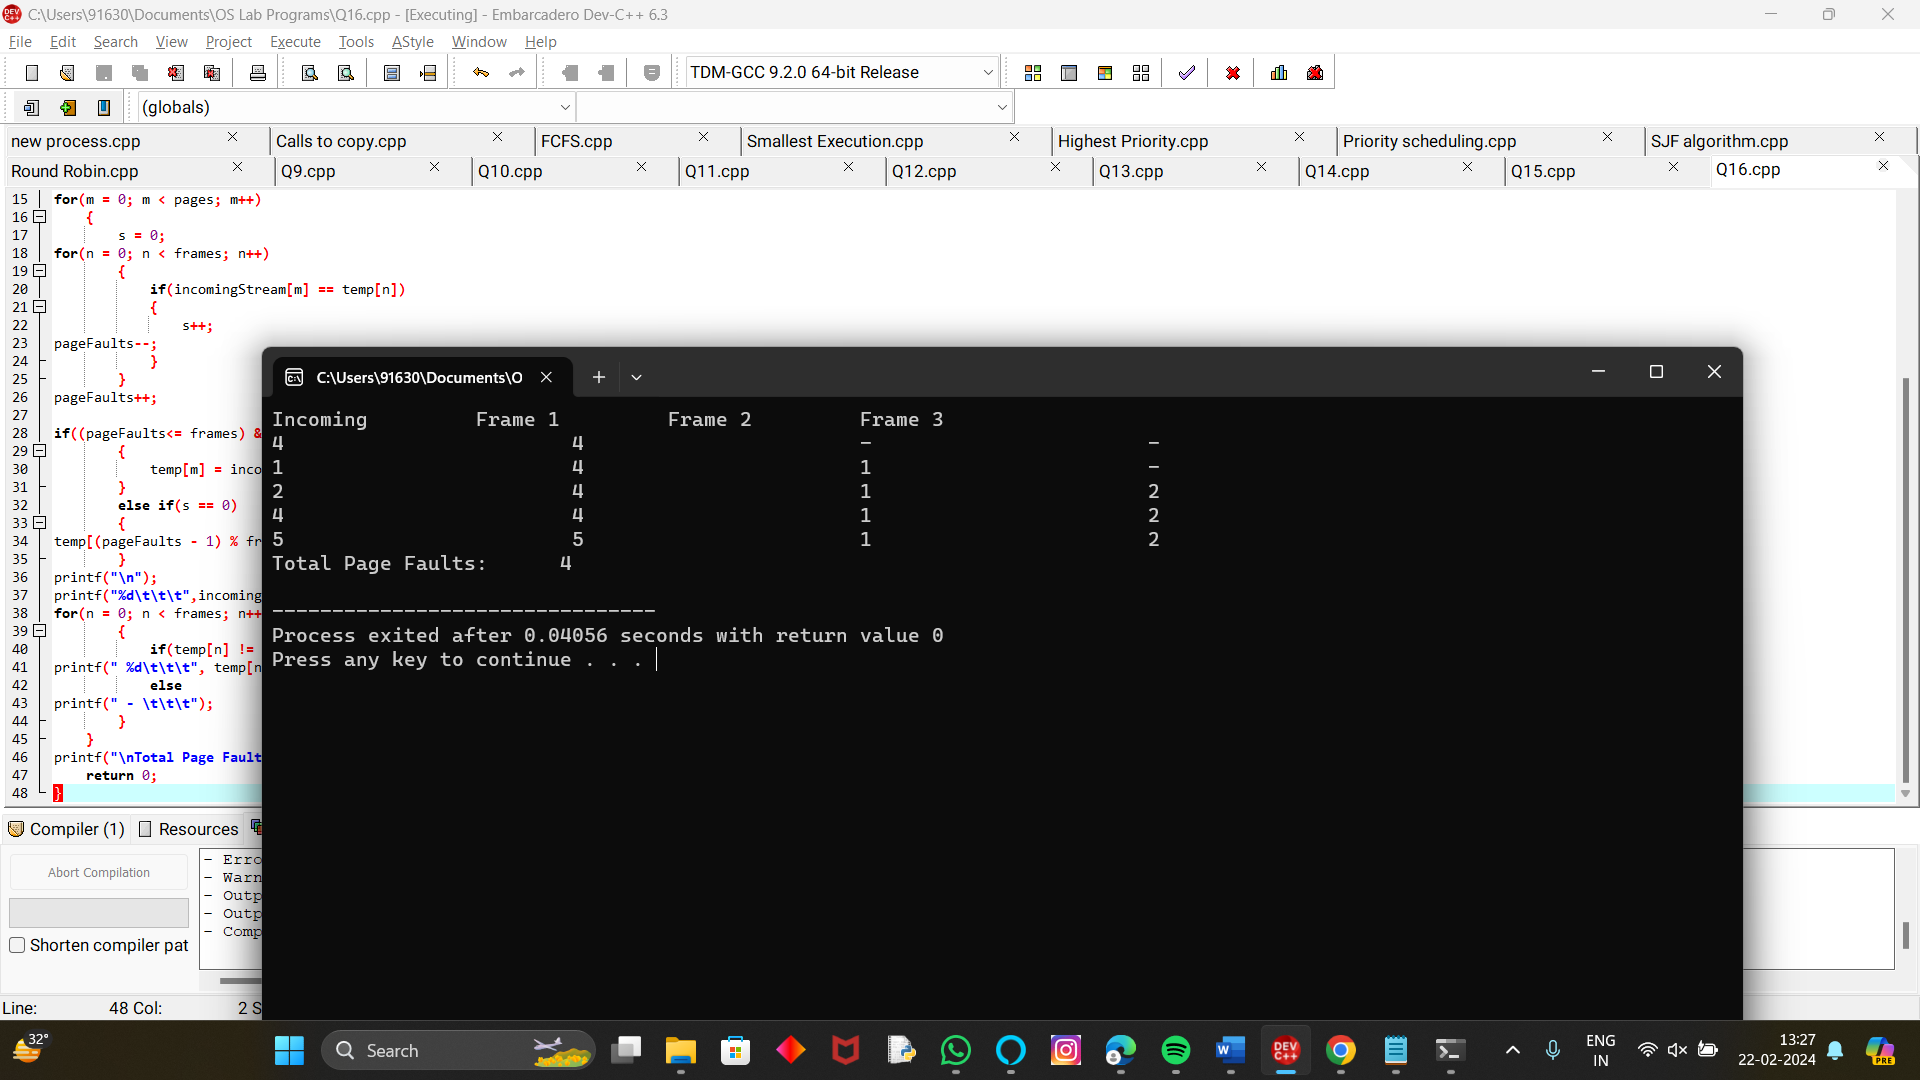 C:\Users\91630\Documents\OS Lab Programs\Q16.cpp - [Executing] - Embarcadero Dev-C++ 6.3
File Edit Search View Project Execute Tools AStyle Window Help
TDM-GCC 9.2.0 64-bit Release
(globals)
new process.cpp Calls to copy.cpp FCFS.cpp Smallest Execution.cpp Highest Priority.cpp Priority scheduling.cpp SJF algorithm.cpp
Round Robin.cpp Q9.cpp Q10.cpp Q11.cpp Q12.cpp Q13.cpp Q14.cpp Q15.cpp Q16.cpp
15 for(m = 0; m < pages; m++)
16 {
17 s = 0;
18 for(n = 0; n < frames; n++)
19 {
20 if(incomingStream[m] == temp[n])
21 {
22 s++;
23 pageFaults--;
24 }
25 }
26 pageFaults++;
27
28 if((pageFaults<= frames) &
29 {
30 temp[m] = inco
31 }
32 else if(s == 0)
33 {
34 temp[(pageFaults - 1) % fr
35 }
36 printf("\n");
37 printf("%d\t\t\t",incoming
38 for(n = 0; n < frames; n++
39 {
40 if(temp[n] !=
41 printf(" %d\t\t\t", temp[n
42 else
43 printf(" - \t\t\t");
44 }
45 }
46 printf("\nTotal Page Fault
47 return 0;
48 }
C:\Users\91630\Documents\O
Incoming Frame 1 Frame 2 Frame 3
4 4 - -
1 4 1 -
2 4 1 2
4 4 1 2
5 5 1 2
Total Page Faults: 4
--------------------------------
Process exited after 0.04056 seconds with return value 0
Press any key to continue . . .
Compiler (1) Resources
Abort Compilation
Shorten compiler pat
- Erro
- Warn
- Outp
- Outp
- Comp
Line: 48 Col: 2 S
32°
Search
DEV C++
ENG
IN
13:27
22-02-2024
PRE